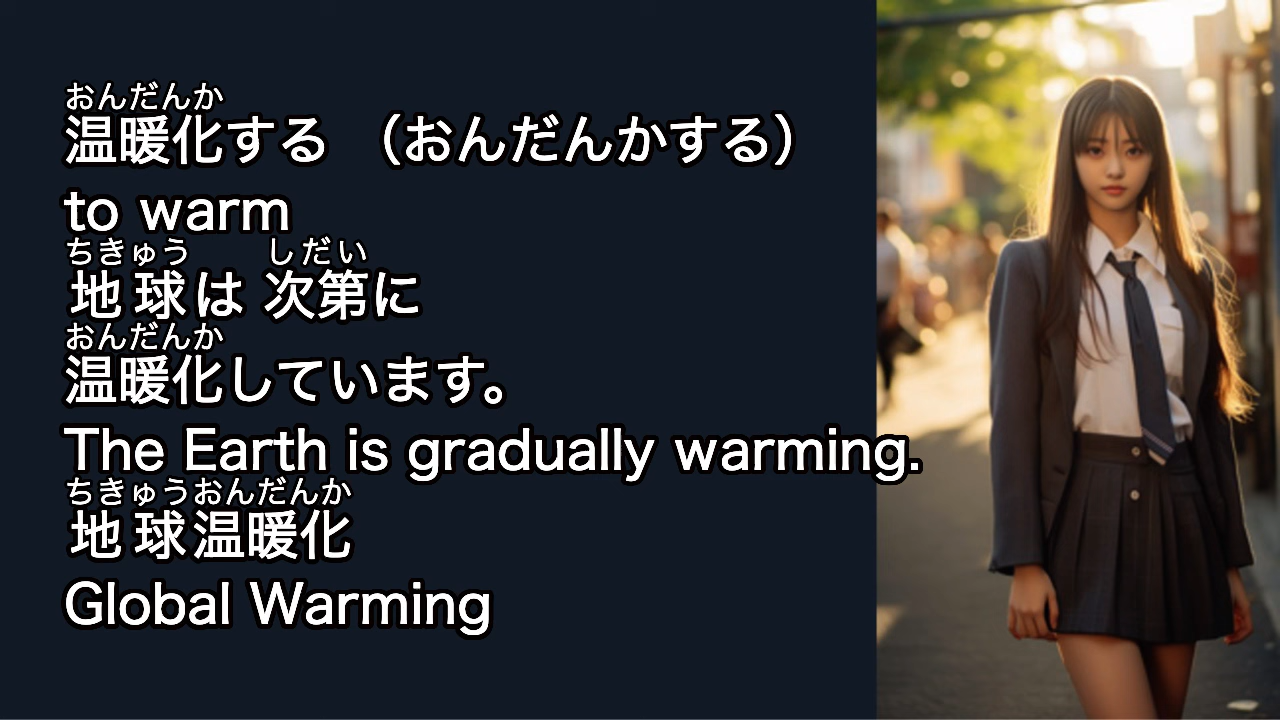 おんだんか
温暖化する （おんだんかする）
to warm
ちきゅう しだい
地球は 次第に
おんだんか
温暖化しています。
The Earth is gradually warming.
ちきゅうおんだんか
地球温暖化
Global Warming